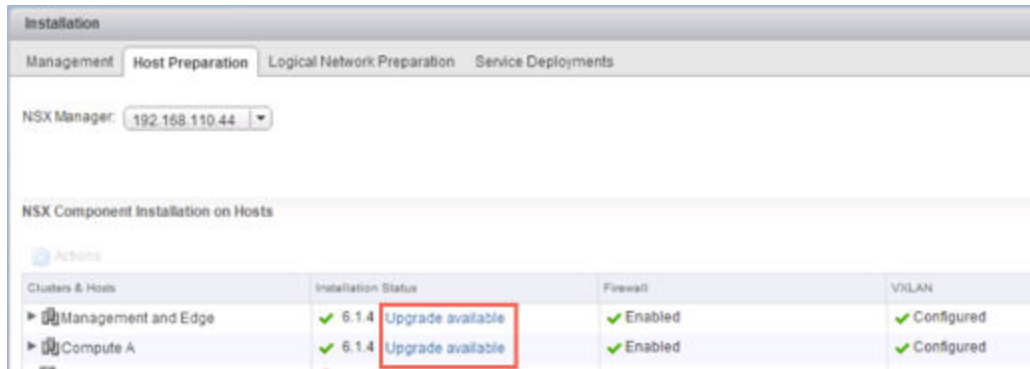 Installation
Management Host Preparation Logical Network Preparation Service Deployments
NSX Manager: 192.168.110.44
NSX Component Installation on Hosts
Actions
Clusters & Hosts Installation Status Firewall VXLAN
Management and Edge 6.1.4 Upgrade available Enabled Configured
Compute A 6.1.4 Upgrade available Enabled Configured